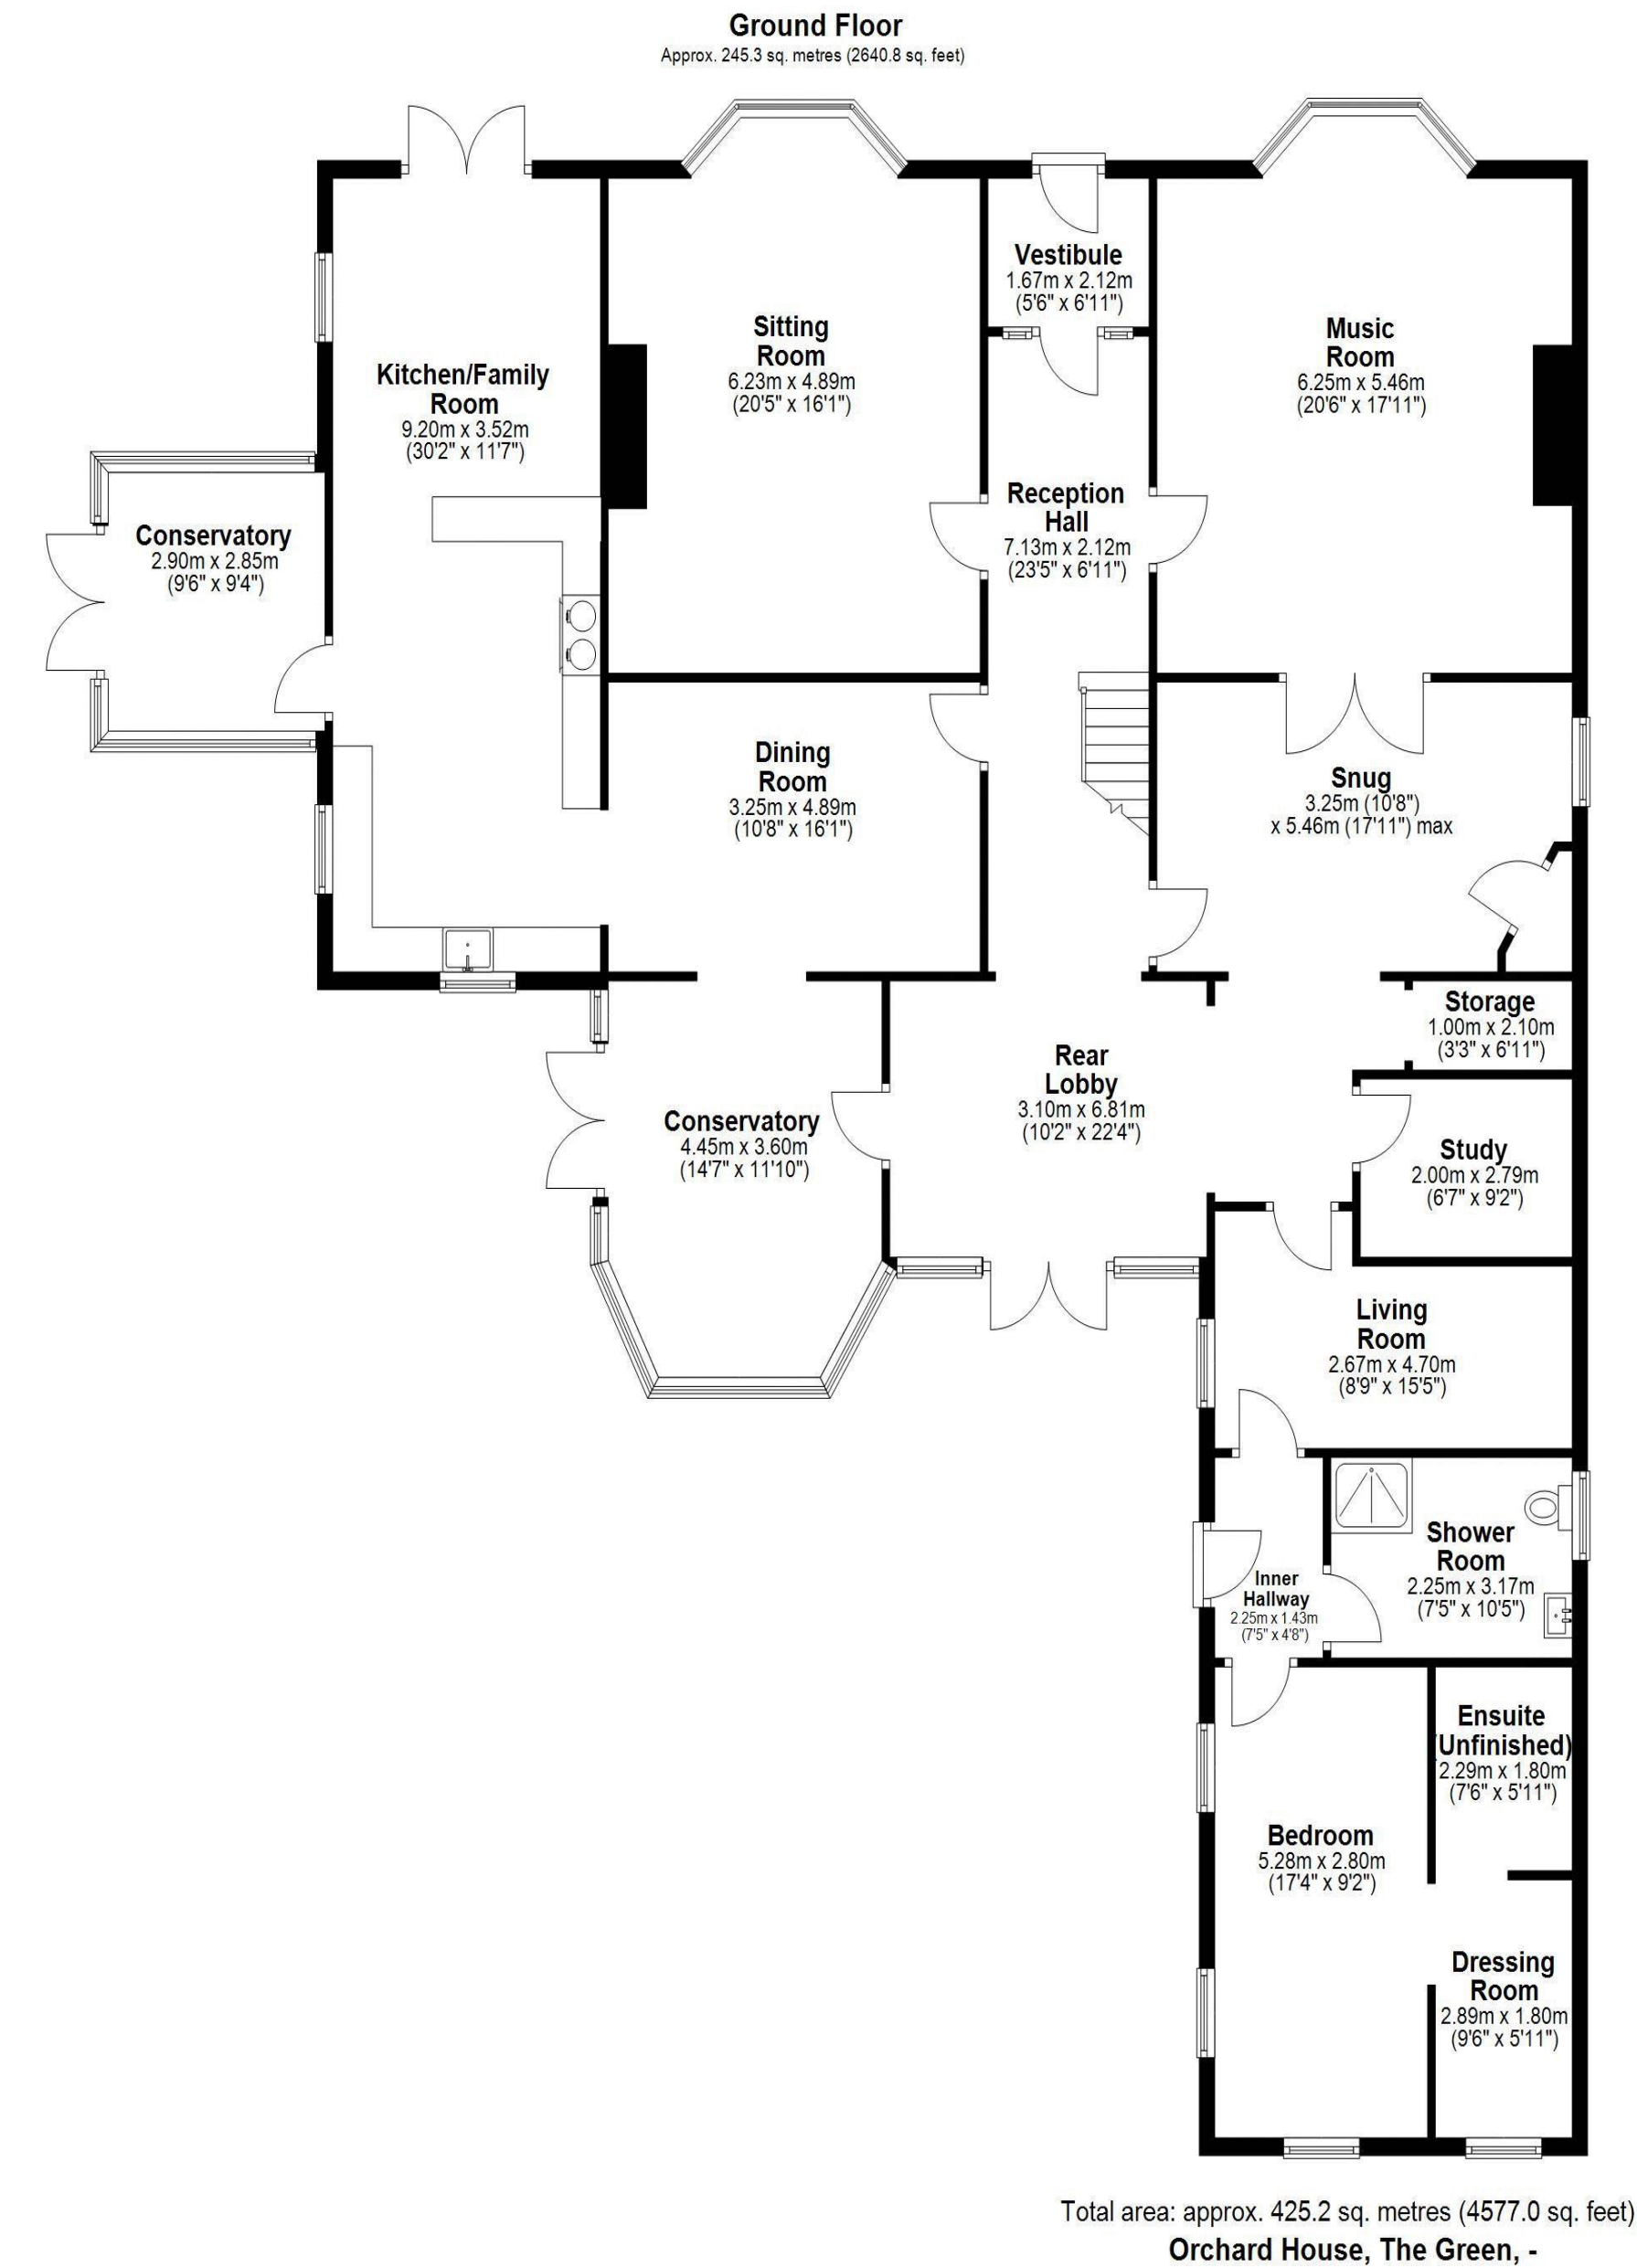 Ground Floor
Approx. 245.3 sq. metres (2640.8 sq. feet)
Vestibule
1.67m x 2.12m
(5'6" x 6'11")
Sitting
Room
6.23m x 4.89m
(20'5" x 16'1")
Music
Room
6.25m x 5.46m
(20'6" x 17'11")
Kitchen/Family
Room
9.20m x 3.52m
(30'2" x 11'7")
Reception
Hall
7.13m x 2.12m
(23'5" x 6'11")
Conservatory
2.90m x 2.85m
(9'6" x 9'4")
Dining
Room
3.25m x 4.89m
(10'8" x 16'1")
Snug
3.25m (10'8")
x 5.46m (17'11") max
Storage
1.00m x 2.10m
(3'3" x 6'11")
Rear
Lobby
3.10m x 6.81m
(10'2" x 22'4")
Conservatory
4.45m x 3.60m
(14'7" x 11'10")
Study
2.00m x 2.79m
(6'7" x 9'2")
Living
Room
2.67m x 4.70m
(8'9" x 15'5")
Shower
Room
2.25m x 3.17m
(7'5" x 10'5")
Inner
Hallway
2.25m x 1.43m
(7'5" x 4'8")
Ensuite
(Unfinished)
2.29m x 1.80m
(7'6" x 5'11")
Bedroom
5.28m x 2.80m
(17'4" x 9'2")
Dressing
Room
2.89m x 1.80m
(9'6" x 5'11")
Total area: approx. 425.2 sq. metres (4577.0 sq. feet)
Orchard House, The Green, -